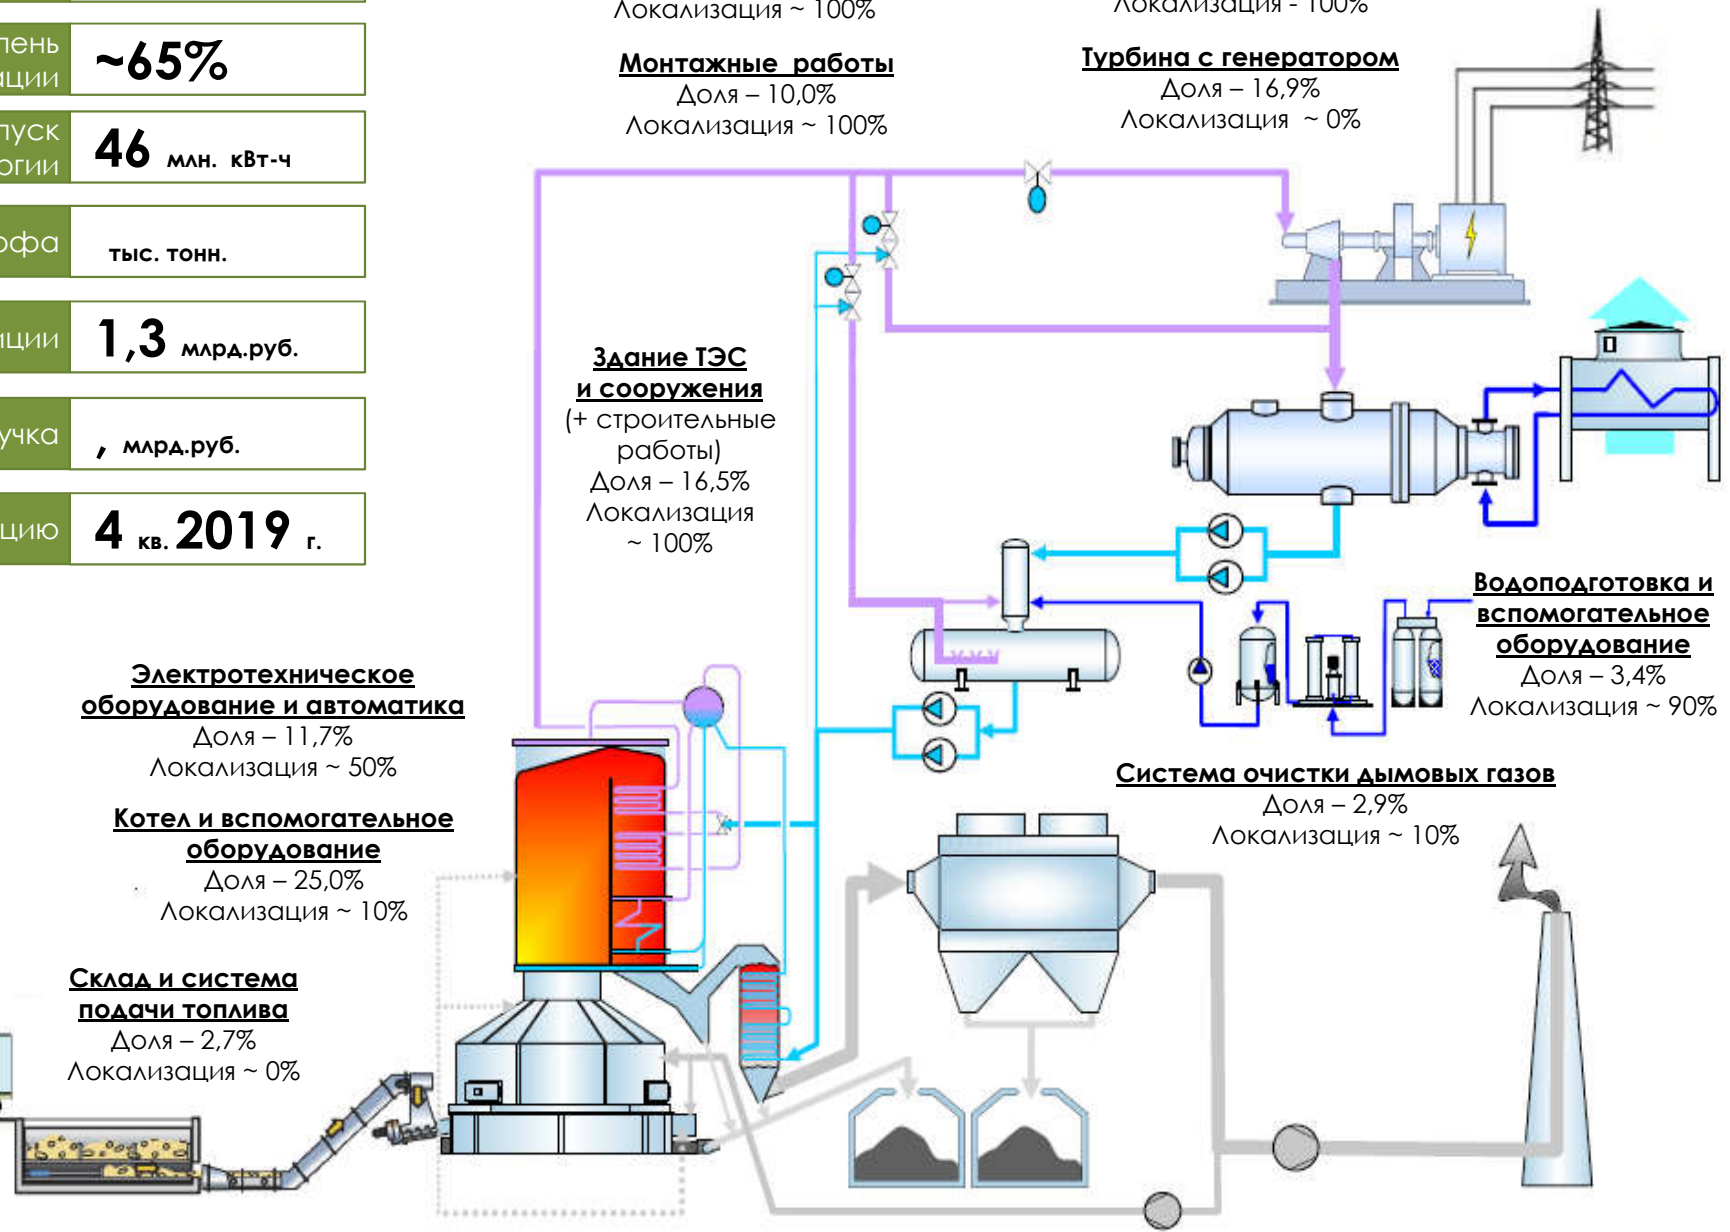 ~65%
46 млн. кВт-ч
тыс. тонн.
1,3 млрд.руб.
, млрд.руб.
4 кв. 2019 г.
Локализация ~ 100%
Монтажные работы
Доля – 10,0%
Локализация ~ 100%
Локализация - 100%
Турбина с генератором
Доля – 16,9%
Локализация ~ 0%
Здание ТЭС
и сооружения
(+ строительные
работы)
Доля – 16,5%
Локализация
~ 100%
Водоподготовка и
вспомогательное
оборудование
Доля – 3,4%
Локализация ~ 90%
Электротехническое
оборудование и автоматика
Доля – 11,7%
Локализация ~ 50%
Система очистки дымовых газов
Доля – 2,9%
Локализация ~ 10%
Котел и вспомогательное
оборудование
Доля – 25,0%
Локализация ~ 10%
Склад и система
подачи топлива
Доля – 2,7%
Локализация ~ 0%